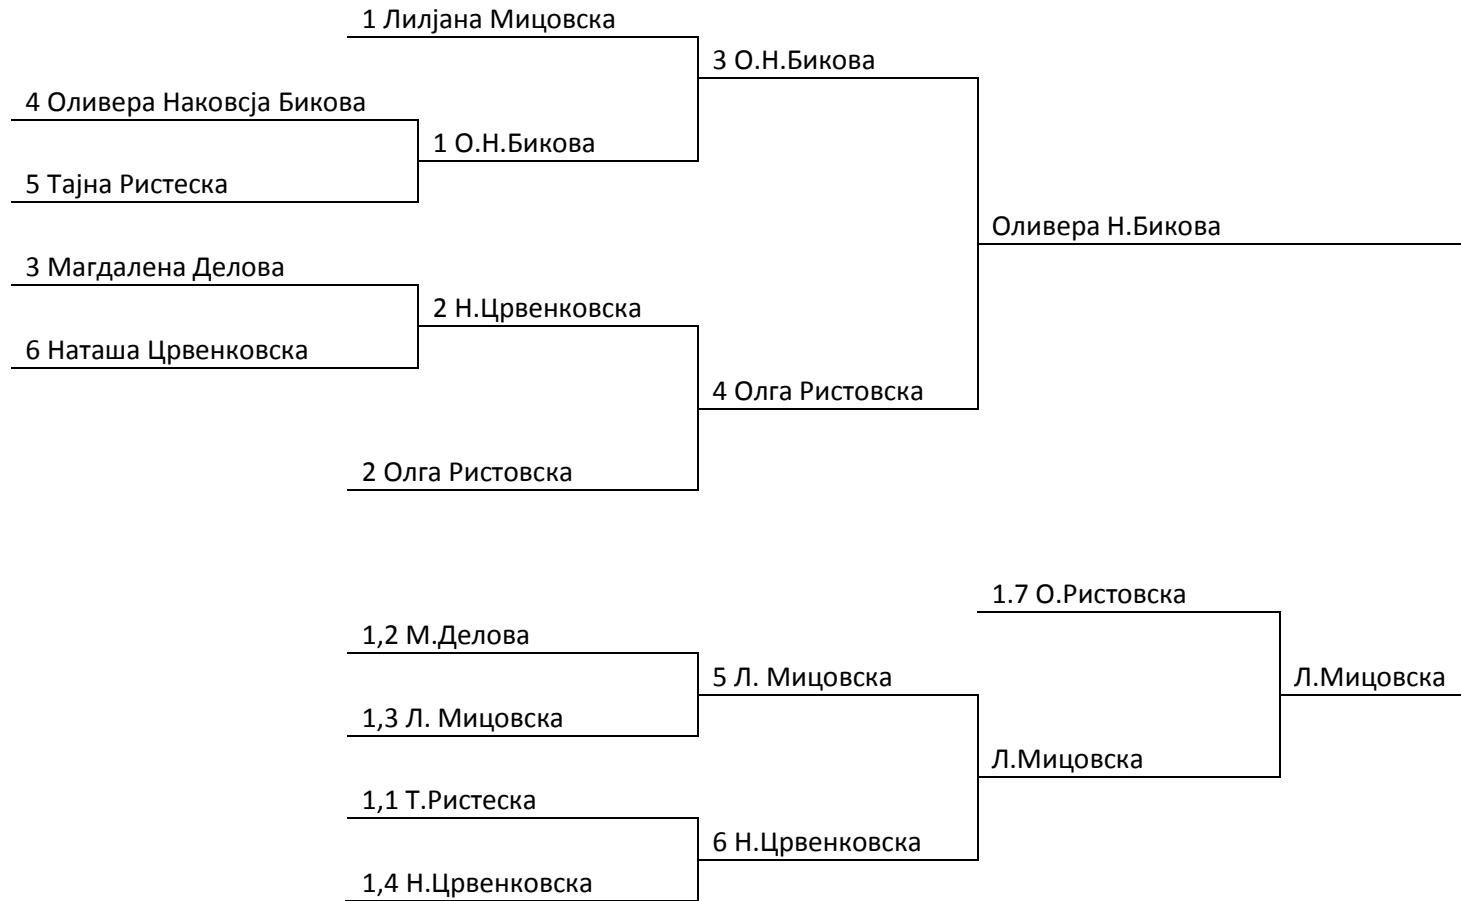 1 Лилјана Мицовска
3 О.Н.Бикова
4 Оливера Наковсја Бикова
1 О.Н.Бикова
5 Тајна Ристеска
Оливера Н.Бикова
3 Магдалена Делова
2 Н.Црвенковска
6 Наташа Црвенковска
4 Олга Ристовска
2 Олга Ристовска
1.7 О.Ристовска
1,2 М.Делова
5 Л. Мицовска
Л.Мицовска
1,3 Л. Мицовска
Л.Мицовска
1,1 Т.Ристеска
6 Н.Црвенковска
1,4 Н.Црвенковска